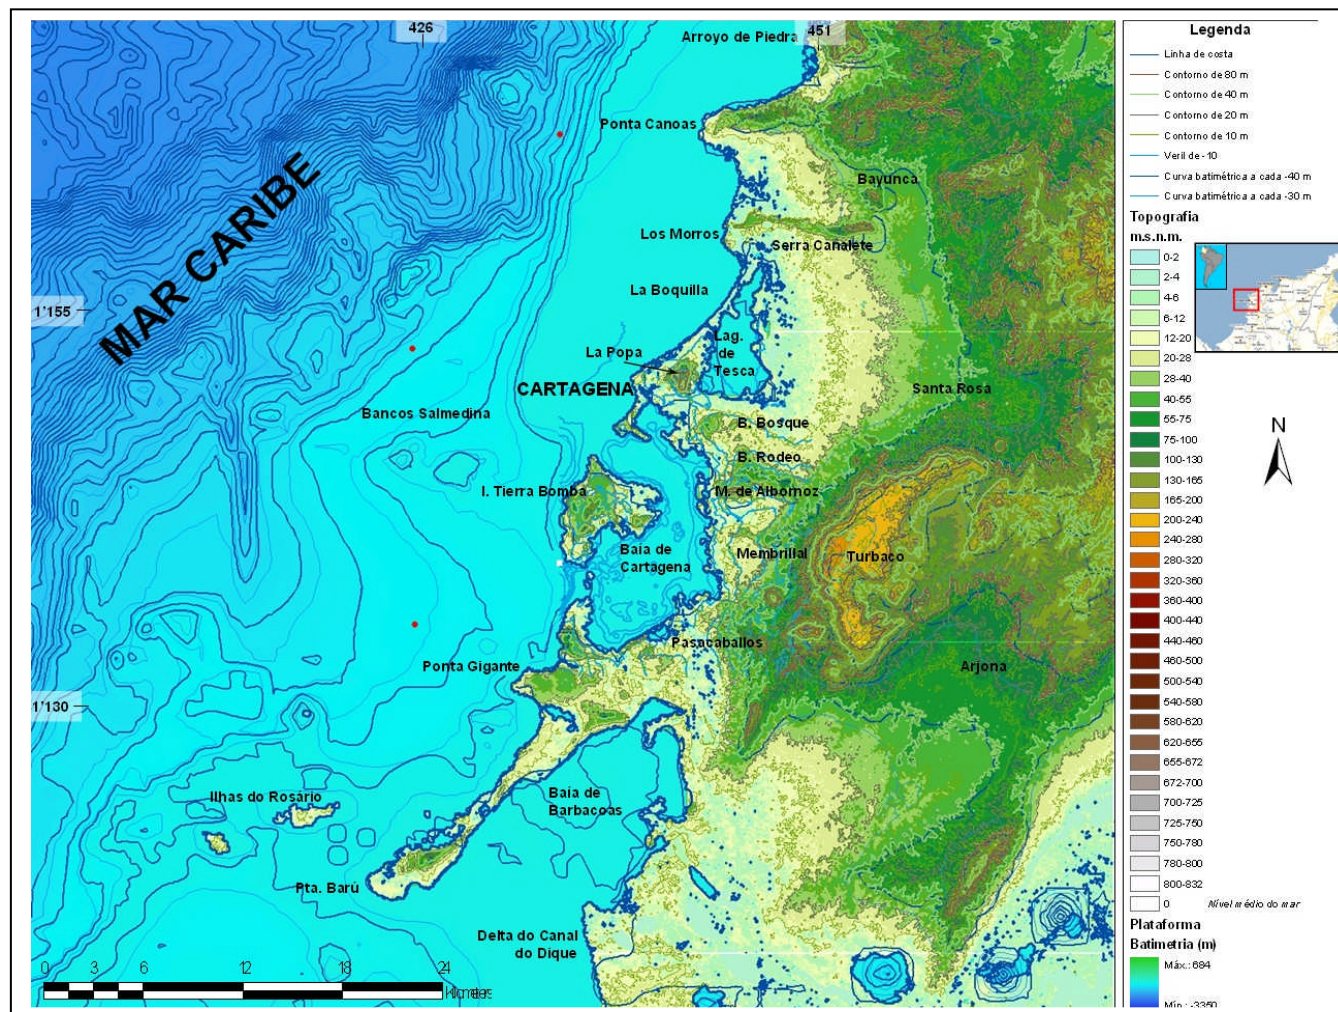 426
451
Arroyo de Piedra
Ponta Canoas
Bayunca
MAR CARIBE
Los Morros
Serra Canalete
La Boquilla
1'155
La Popa
Lag.
de
Tesca
CARTAGENA
Santa Rosa
Bancos Salmedina
B. Bosque
B. Rodeo
I. Tierra Bomba
M. de Albornoz
Baía de
Cartagena
Membrillal
Turbaco
Pasacaballos
Ponta Gigante
Arjona
1'130
Ilhas do Rosário
Baía de
Barbacoas
Pta. Barú
Delta do Canal
do Dique
0 3 6 12 18 24
Legenda
Linha de costa
Contorno de 80 m
Contorno de 40 m
Contorno de 20 m
Contorno de 10 m
Veril de -10
Curva batimétrica a cada -40 m
Curva batimétrica a cada -30 m
Topografia
m.s.n.m.
0-2
2-4
4-6
6-12
12-20
20-28
28-40
40-55
55-75
75-100
100-130
130-165
165-200
200-240
240-280
280-320
320-360
360-400
400-440
440-460
460-500
500-540
540-580
580-620
620-655
655-672
672-700
700-725
725-750
750-780
780-800
800-832
0 Nível médio do mar
N
Plataforma
Batimetria (m)
Máx.: 684
Mín.: -3350